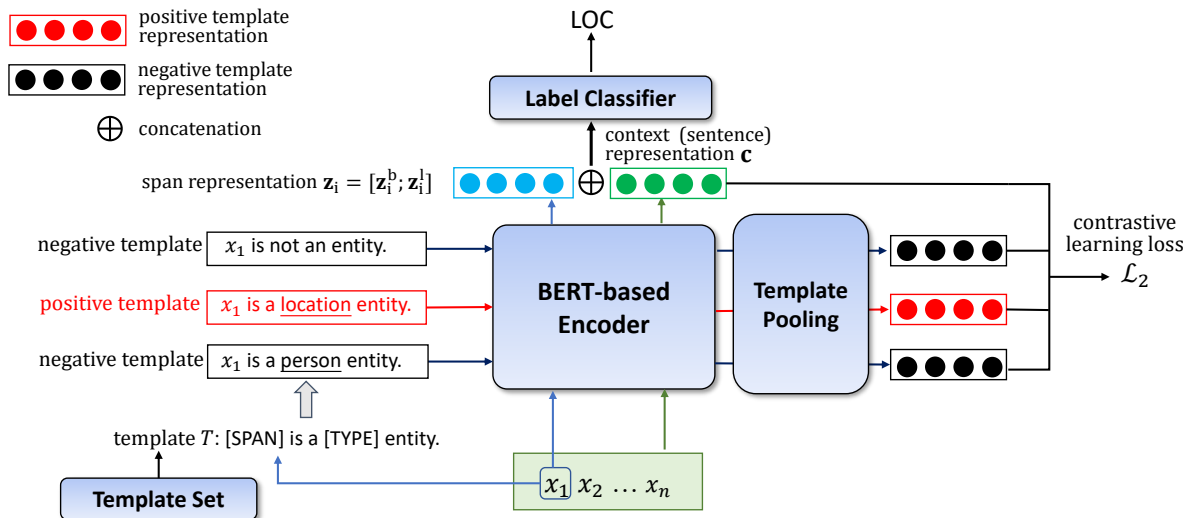 positive template
representation
negative template
representation
⊕ concatenation
LOC
Label Classifier
context (sentence)
representation c
span representation z_i = [z_i^b; z_i^l]
negative template
x_1 is not an entity.
positive template
x_1 is a location entity.
negative template
x_1 is a person entity.
BERT-based
Encoder
Template
Pooling
contrastive
learning loss
ℒ_2
template T: [SPAN] is a [TYPE] entity.
Template Set
x_1 x_2 … x_n